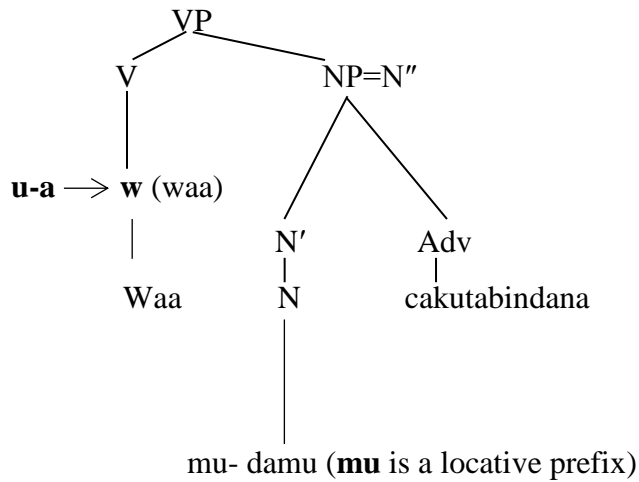 VP
V NP=N″
u-a → w (waa)
N′ Adv
Waa N cakutabindana
mu- damu (mu is a locative prefix)